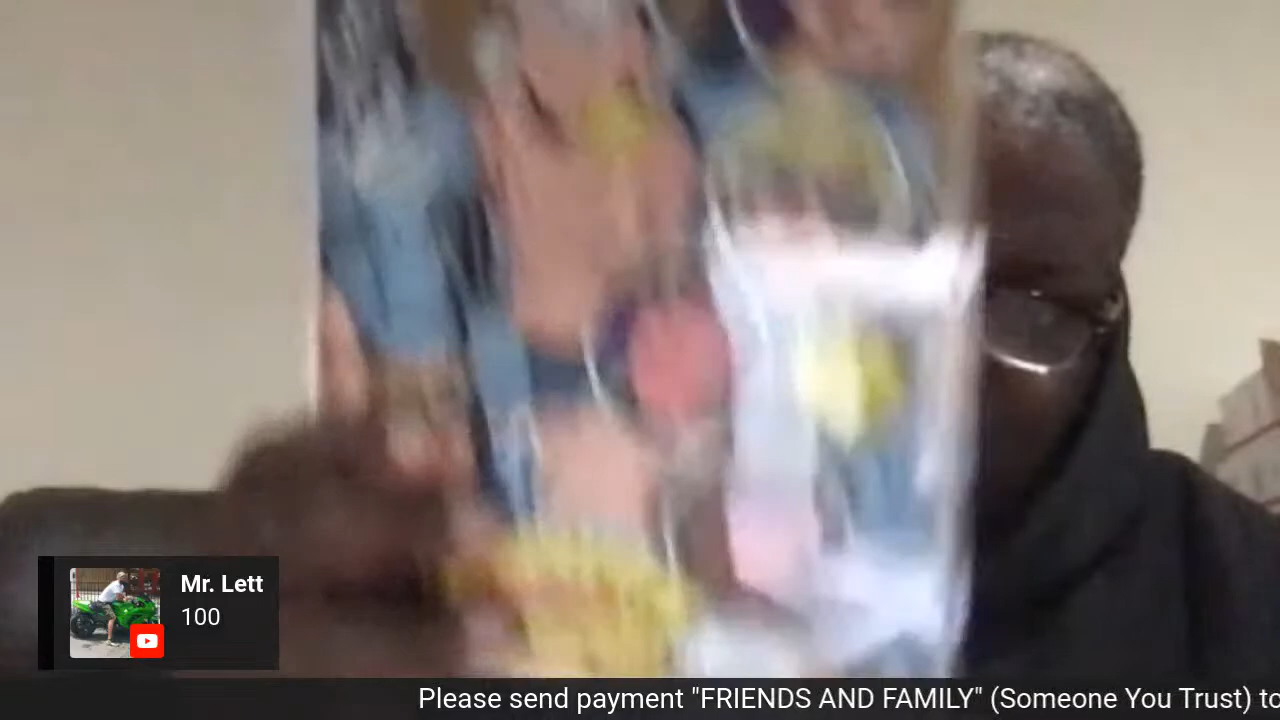 Mr. Lett
100
Please send payment "FRIENDS AND FAMILY" (Someone You Trust) to